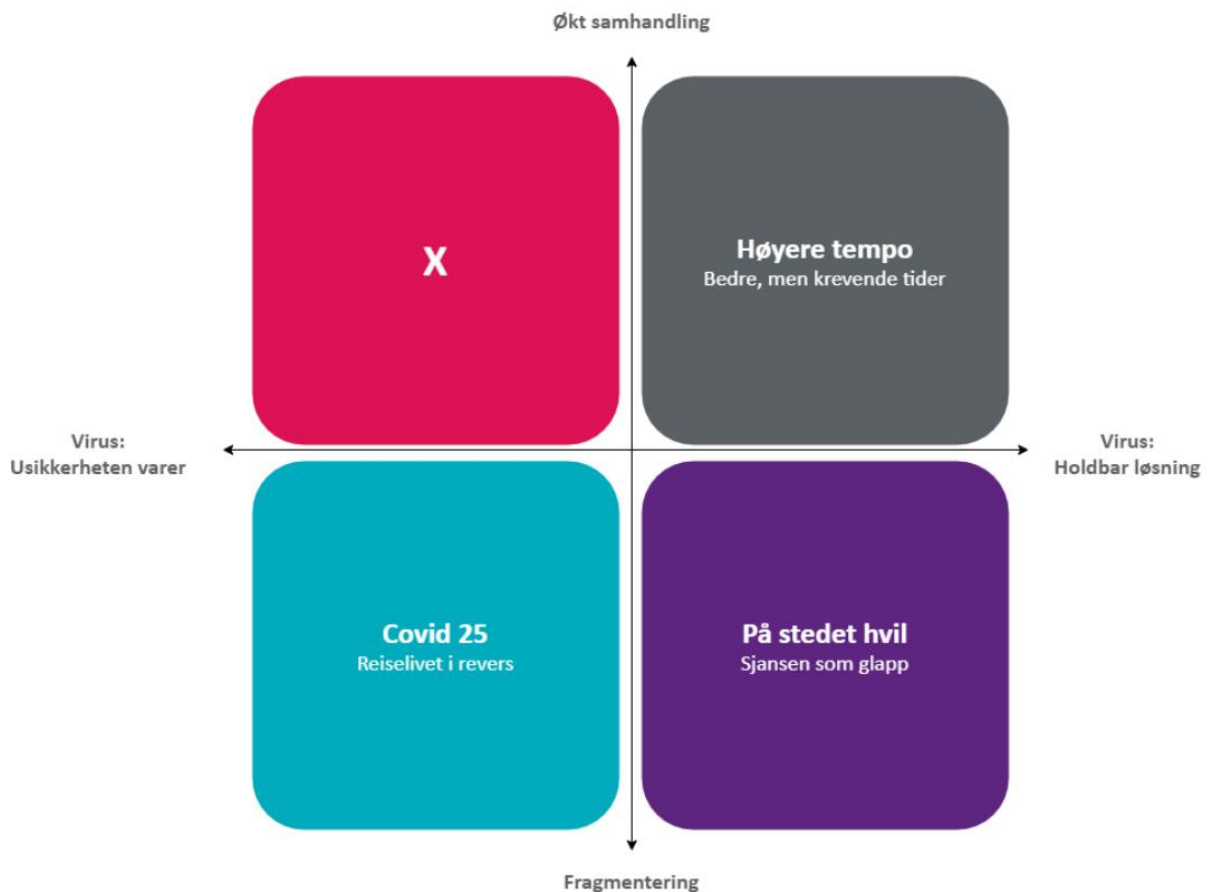 Økt samhandling
X
Høyere tempo
Bedre, men krevende tider
Virus:
Usikkerheten varer
Virus:
Holdbar løsning
Covid 25
Reiselivet i revers
På stedet hvil
Sjansen som glapp
Fragmentering